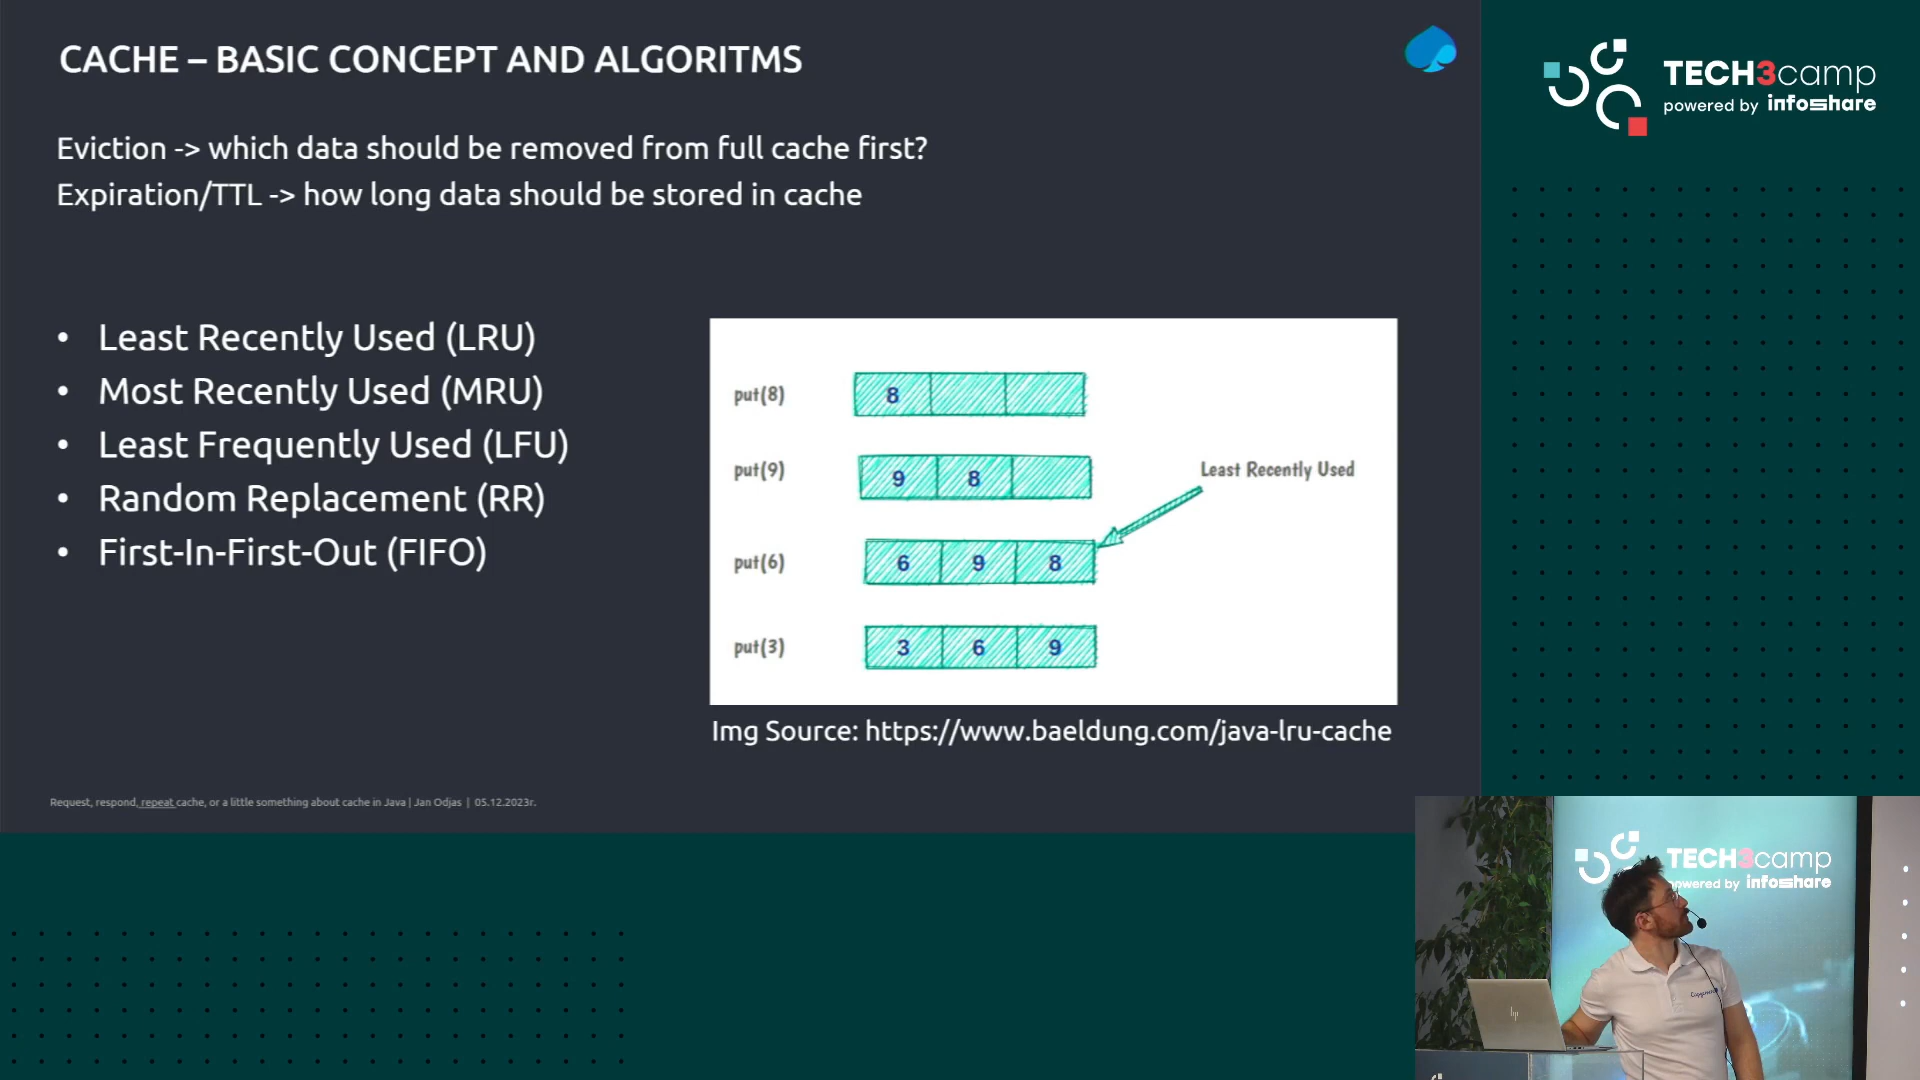 CACHE – BASIC CONCEPT AND ALGORITMS
TECH3camp
powered by infoshare
Eviction -> which data should be removed from full cache first?
Expiration/TTL -> how long data should be stored in cache
• Least Recently Used (LRU)
• Most Recently Used (MRU)
• Least Frequently Used (LFU)
• Random Replacement (RR)
• First-In-First-Out (FIFO)
put(8) 8
put(9) 9 8
Least Recently Used
put(6) 6 9 8
put(3) 3 6 9
Img Source: https://www.baeldung.com/java-lru-cache
Request, respond, repeat cache, or a little something about cache in Java | Jan Odjas | 05.12.2023r.
TECH3camp
powered by infoshare
hp
Capgemini